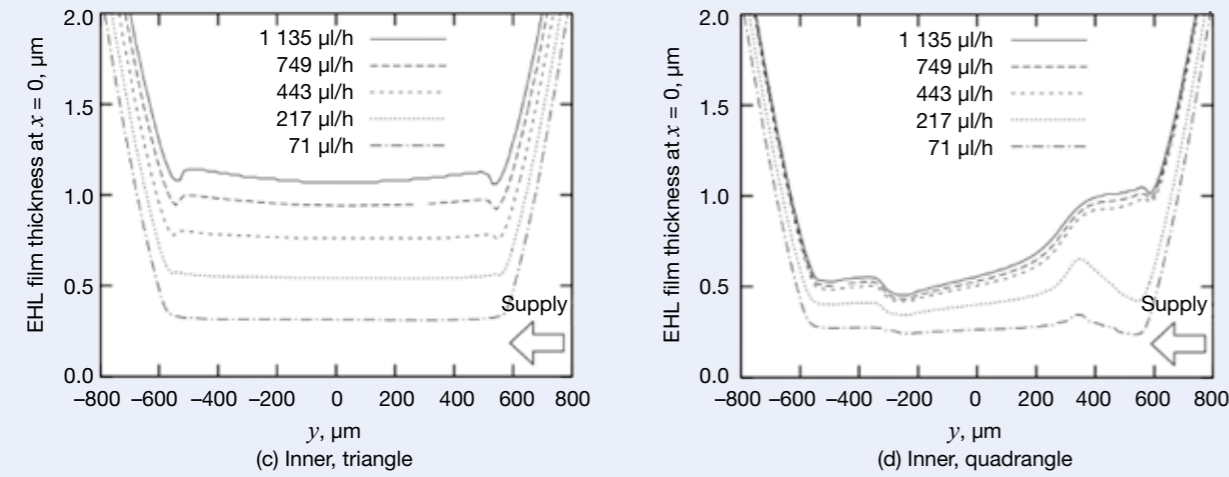 EHL film thickness at x = 0, µm
2.0
1.5
1.0
0.5
0.0
1 135 µl/h
749 µl/h
443 µl/h
217 µl/h
71 µl/h
Supply
–800 –600 –400 –200 0 200 400 600 800
y, µm
(c) Inner, triangle
EHL film thickness at x = 0, µm
2.0
1.5
1.0
0.5
0.0
1 135 µl/h
749 µl/h
443 µl/h
217 µl/h
71 µl/h
Supply
–800 –600 –400 –200 0 200 400 600 800
y, µm
(d) Inner, quadrangle